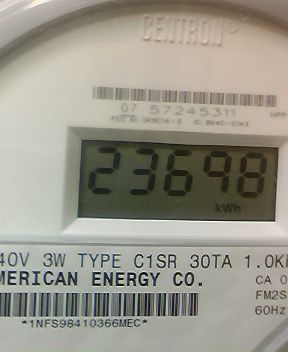 CENTRON®
07 57245311
23698
kWh
40V 3W TYPE C1SR 30TA 1.0K
MERICAN ENERGY CO.
CA 0
FM2S
60Hz
*1NFS98410366MEC*